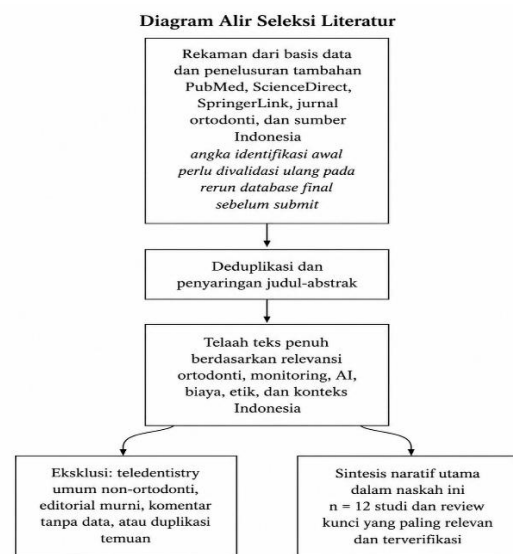 Diagram Alir Seleksi Literatur
Rekaman dari basis data
dan penelusuran tambahan
PubMed, ScienceDirect,
SpringerLink, jurnal
ortodonti, dan sumber
Indonesia
angka identifikasi awal
perlu divalidasi ulang pada
rerun database final
sebelum submit
Deduplikasi dan
penyaringan judul-abstrak
Telaah teks penuh
berdasarkan relevansi
ortodonti, monitoring, AI,
biaya, etik, dan konteks
Indonesia
Eksklusi: teledentistry
umum non-ortodonti,
editorial murni, komentar
tanpa data, atau duplikasi
temuan
Sintesis naratif utama
dalam naskah ini
n = 12 studi dan review
kunci yang paling relevan
dan terverifikasi